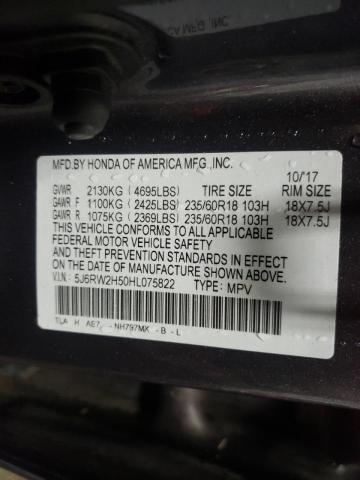 MFD.BY HONDA OF AMERICA MFG.,INC. 10/17
GVWR 2130KG (4695LBS) TIRE SIZE RIM SIZE
GAWR F 1100KG (2425LBS) 235/60R18 103H 18X7.5J
GAWR R 1075KG (2369LBS) 235/60R18 103H 18X7.5J
THIS VEHICLE CONFORMS TO ALL APPLICABLE
FEDERAL MOTOR VEHICLE SAFETY
AND THEFT PREVENTION STANDARDS IN EFFECT
ON THE DATE OF MANUFACTURE SHOWN ABOVE.
V.I.N.: 5J6RW2H50HL075822 TYPE: MPV
TLA H AE7 - NH797MX - B - L